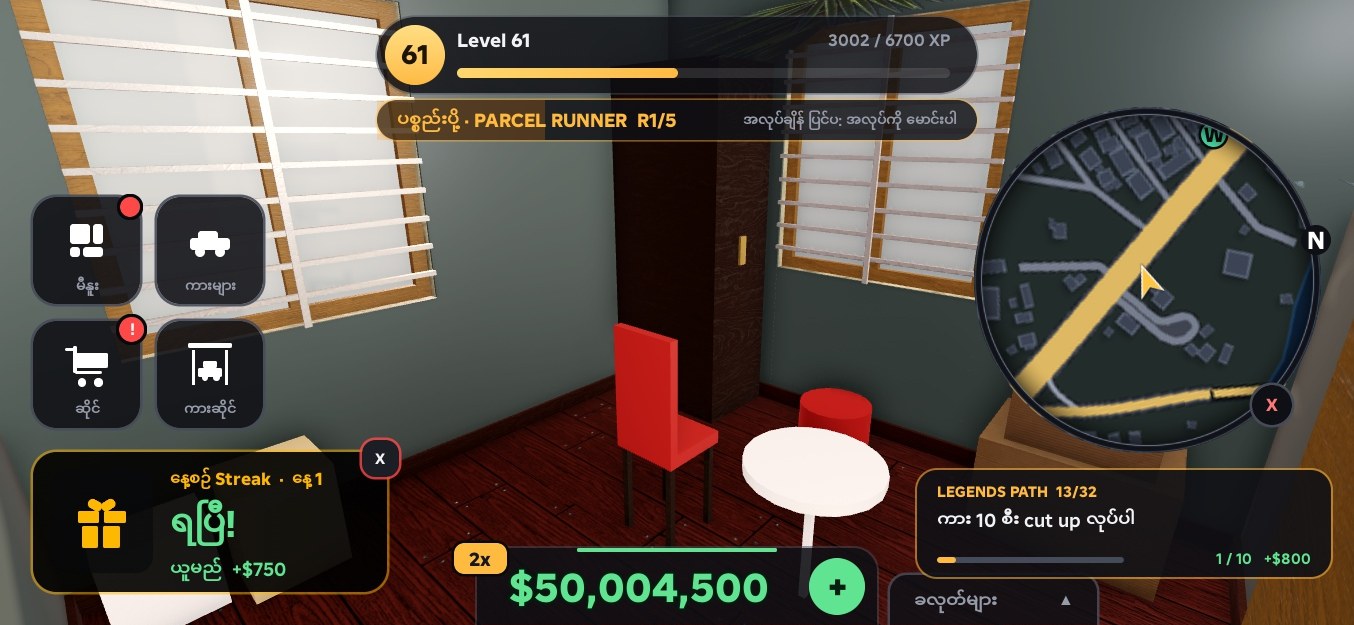 61
Level 61
3002 / 6700 XP
ပစ္စည်းပို့ · PARCEL RUNNER R1/5
အလုပ်ချိန် ပြင်ပ; အလုပ်ကို မောင်းပါ
W
N
X
မီနူး
ကားများ
!
ဆိုင်
ကားဆိုင်
X
နေ့စဉ် Streak · နေ့ 1
ရပြီ!
ယူမည် +$750
2x
$50,004,500
+
LEGENDS PATH 13/32
ကား 10 စီး cut up လုပ်ပါ
1 / 10 +$800
ခလုတ်များ ▲